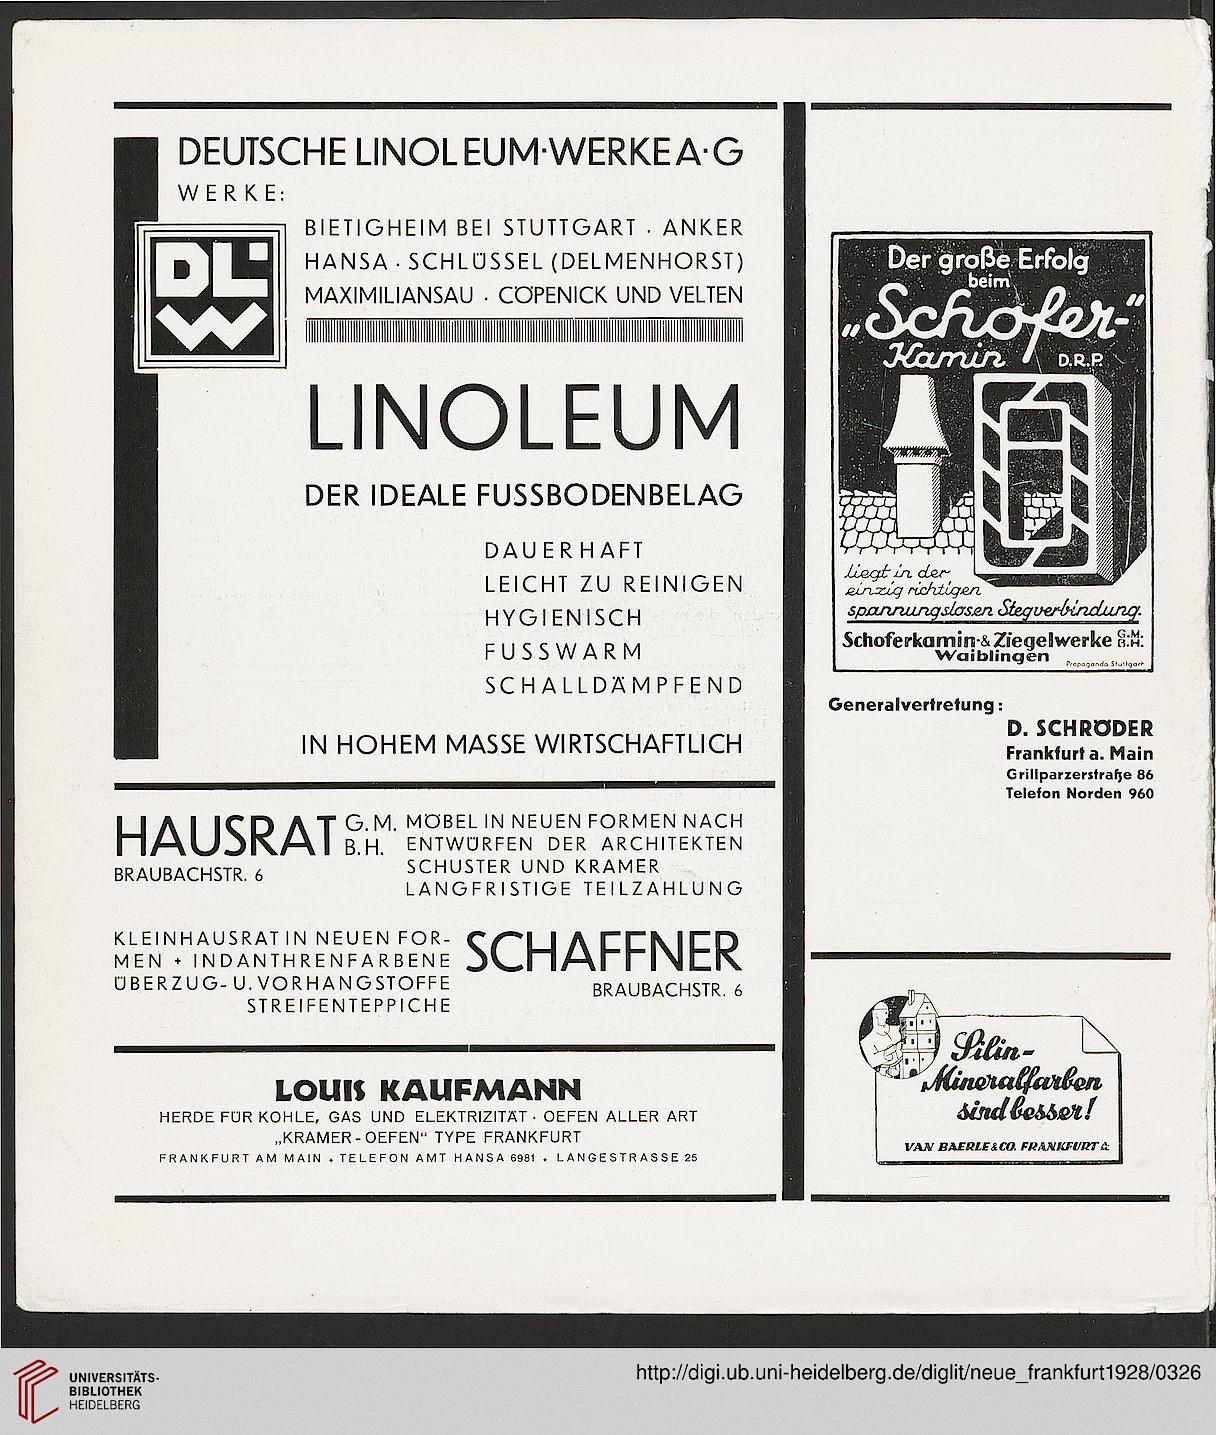 DEUTSCHE LINOLEUM·WERKE A·G
WERKE:
DLW
BIETIGHEIM BEI STUTTGART · ANKER
HANSA · SCHLÜSSEL (DELMENHORST)
MAXIMILIANSAU · CÖPENICK UND VELTEN
LINOLEUM
DER IDEALE FUSSBODENBELAG
DAUERHAFT
LEICHT ZU REINIGEN
HYGIENISCH
FUSSWARM
SCHALLDÄMPFEND
IN HOHEM MASSE WIRTSCHAFTLICH
HAUSRAT G.M.B.H.
BRAUBACHSTR. 6
MÖBEL IN NEUEN FORMEN NACH
ENTWÜRFEN DER ARCHITEKTEN
SCHUSTER UND KRAMER
LANGFRISTIGE TEILZAHLUNG
KLEINHAUSRAT IN NEUEN FOR-
MEN + INDANTHRENFARBENE
ÜBERZUG- U. VORHANGSTOFFE
STREIFENTEPPICHE
SCHAFFNER
BRAUBACHSTR. 6
LOUIS KAUFMANN
HERDE FÜR KOHLE, GAS UND ELEKTRIZITÄT · OEFEN ALLER ART
„KRAMER-OEFEN“ TYPE FRANKFURT
FRANKFURT AM MAIN + TELEFON AMT HANSA 6981 + LANGESTRASSE 25
Der große Erfolg
beim
„Schofer-“
Kamin D.R.P.
liegt in der
einzig richtigen
spannungslosen Stegverbindung.
Schoferkamin- & Ziegelwerke G.M.B.H.
Waiblingen
Propaganda Stuttgart
Generalvertretung:
D. SCHRÖDER
Frankfurt a. Main
Grillparzerstraße 86
Telefon Norden 960
Silin-
Mineralfarben
sind besser!
VAN BAERLE & CO. FRANKFURT a.
UNIVERSITÄTS-
BIBLIOTHEK
HEIDELBERG
http://digi.ub.uni-heidelberg.de/diglit/neue_frankfurt1928/0326